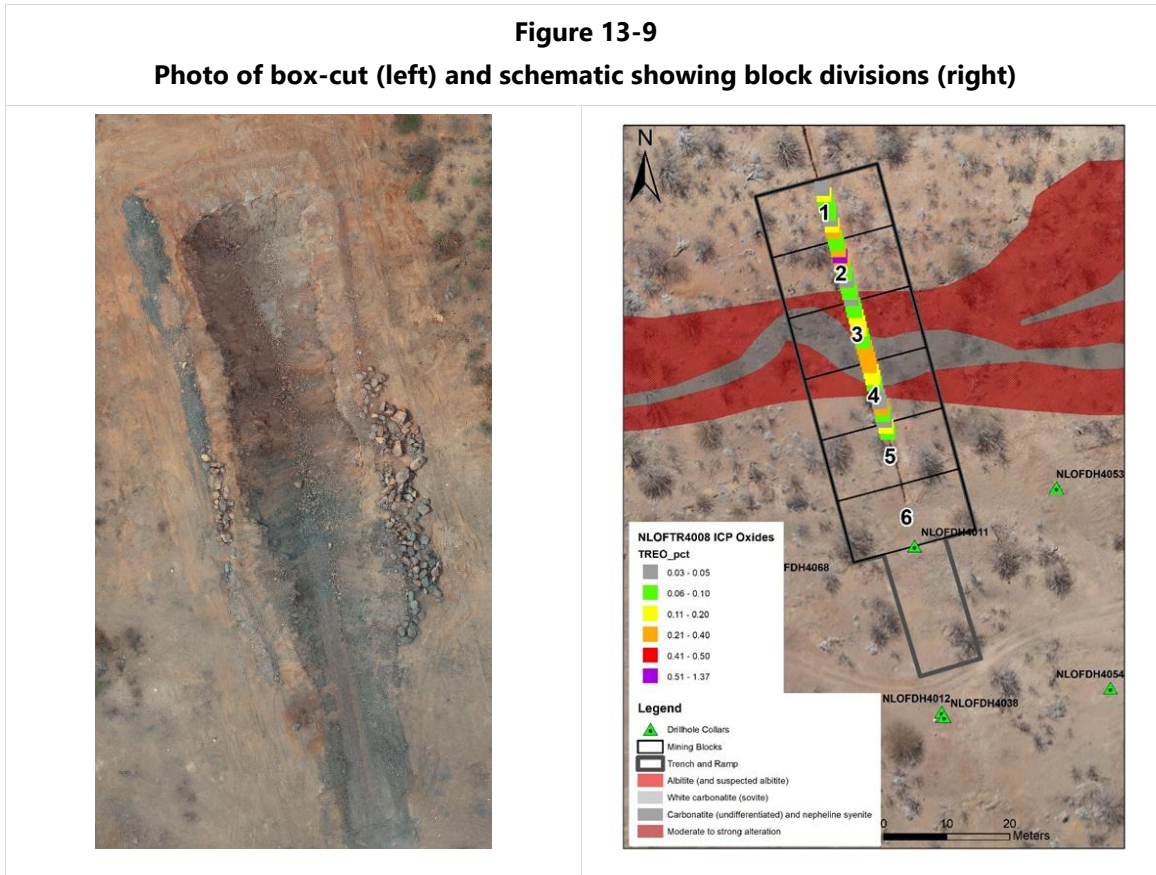 Figure 13-9
Photo of box-cut (left) and schematic showing block divisions (right)
N
1
2
3
4
5
6
NLOFDH4053
NLOFDH4011
FDH4068
NLOFDH4054
NLOFDH4012
NLOFDH4038
NLOFTR4008 ICP Oxides
TREO_pct
0.03 - 0.05
0.06 - 0.10
0.11 - 0.20
0.21 - 0.40
0.41 - 0.50
0.51 - 1.37
Legend
Drillhole Collars
Mining Blocks
Trench and Ramp
Albitite (and suspected albitite)
White carbonatite (sovite)
Carbonatite (undifferentiated) and nepheline syenite
Moderate to strong alteration
0 10 20
Meters